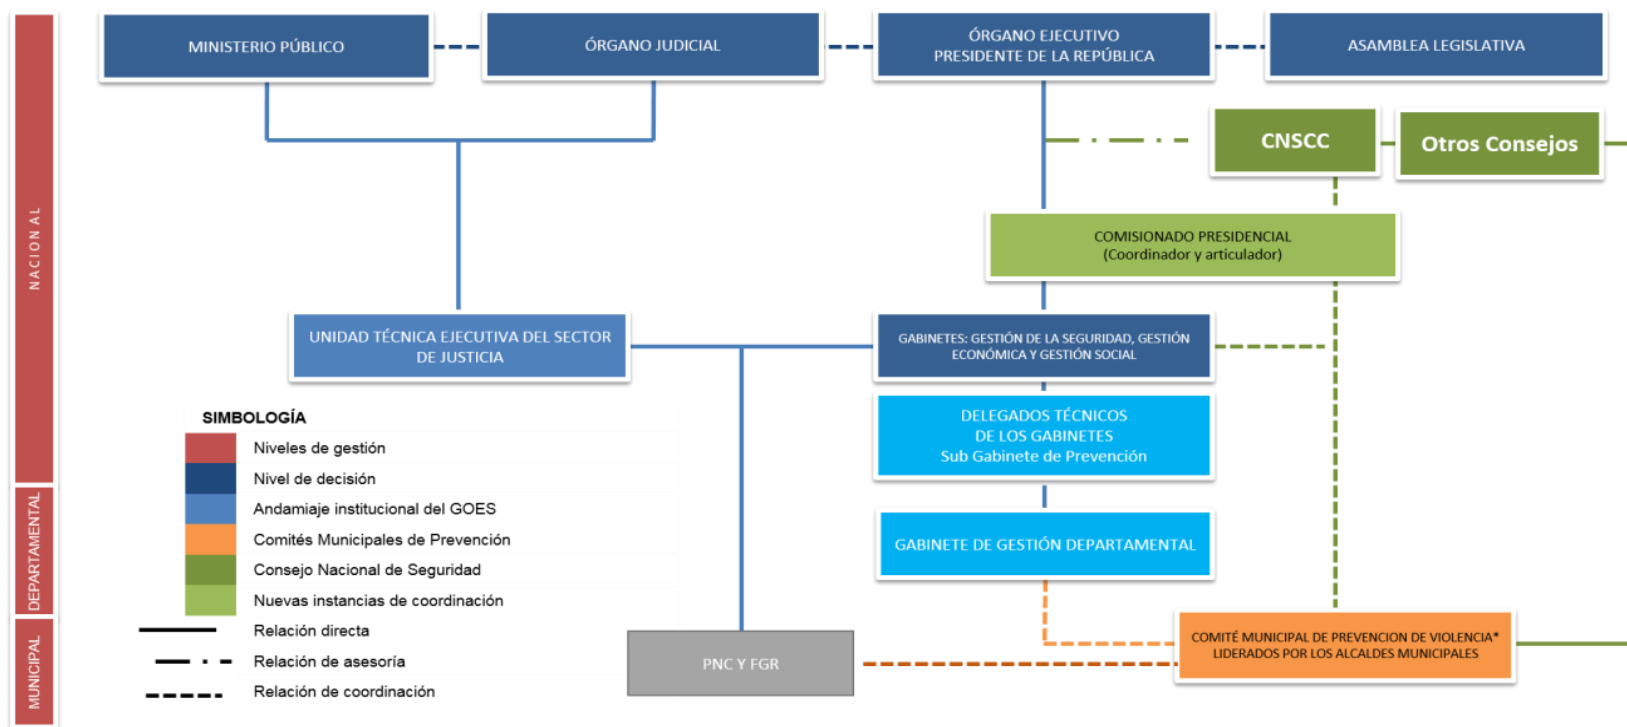 MINISTERIO PÚBLICO
ÓRGANO JUDICIAL
ÓRGANO EJECUTIVO
PRESIDENTE DE LA REPÚBLICA
ASAMBLEA LEGISLATIVA
CNSCC
Otros Consejos
NACIONAL
COMISIONADO PRESIDENCIAL
(Coordinador y articulador)
UNIDAD TÉCNICA EJECUTIVA DEL SECTOR
DE JUSTICIA
GABINETES: GESTIÓN DE LA SEGURIDAD, GESTIÓN
ECONÓMICA Y GESTIÓN SOCIAL
DELEGADOS TÉCNICOS
DE LOS GABINETES
Sub Gabinete de Prevención
SIMBOLOGÍA
Niveles de gestión
Nivel de decisión
Andamiaje institucional del GOES
Comités Municipales de Prevención
Consejo Nacional de Seguridad
Nuevas instancias de coordinación
Relación directa
Relación de asesoría
Relación de coordinación
DEPARTAMENTAL
GABINETE DE GESTIÓN DEPARTAMENTAL
MUNICIPAL
PNC Y FGR
COMITÉ MUNICIPAL DE PREVENCION DE VIOLENCIA*
LIDERADOS POR LOS ALCALDES MUNICIPALES